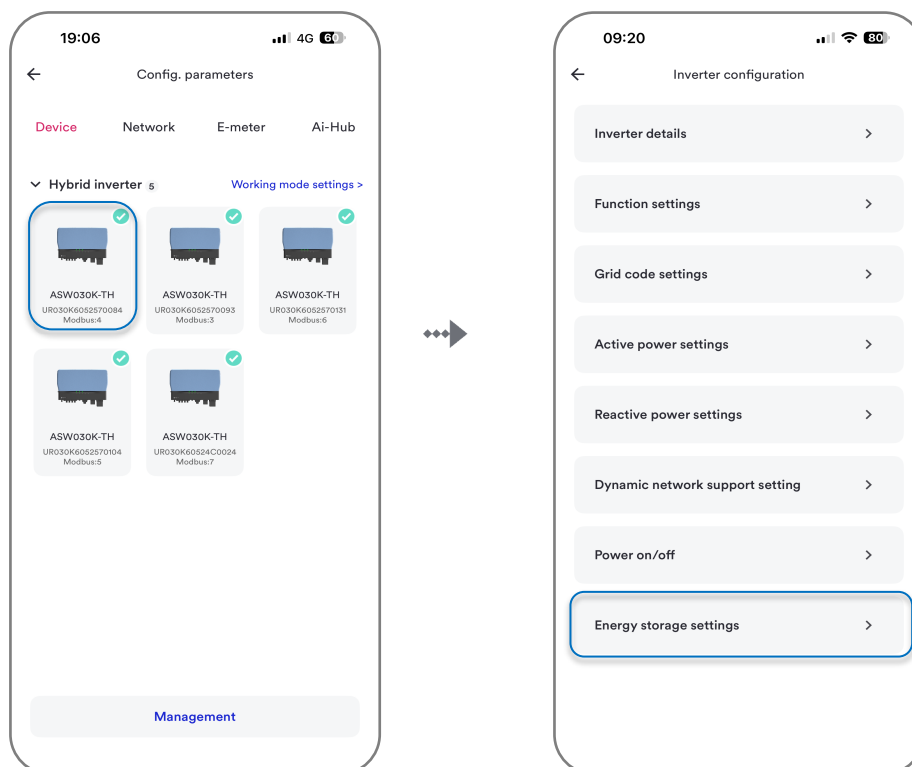 19:06
4G 60
Config. parameters
Device Network E-meter Ai-Hub
Hybrid inverter 5 Working mode settings >
ASW030K-TH
UR030K6052570084
Modbus:4
ASW030K-TH
UR030K6052570093
Modbus:3
ASW030K-TH
UR030K6052570131
Modbus:6
ASW030K-TH
UR030K6052570104
Modbus:5
ASW030K-TH
UR030K60524C0024
Modbus:7
Management
09:20
80
Inverter configuration
Inverter details
Function settings
Grid code settings
Active power settings
Reactive power settings
Dynamic network support setting
Power on/off
Energy storage settings